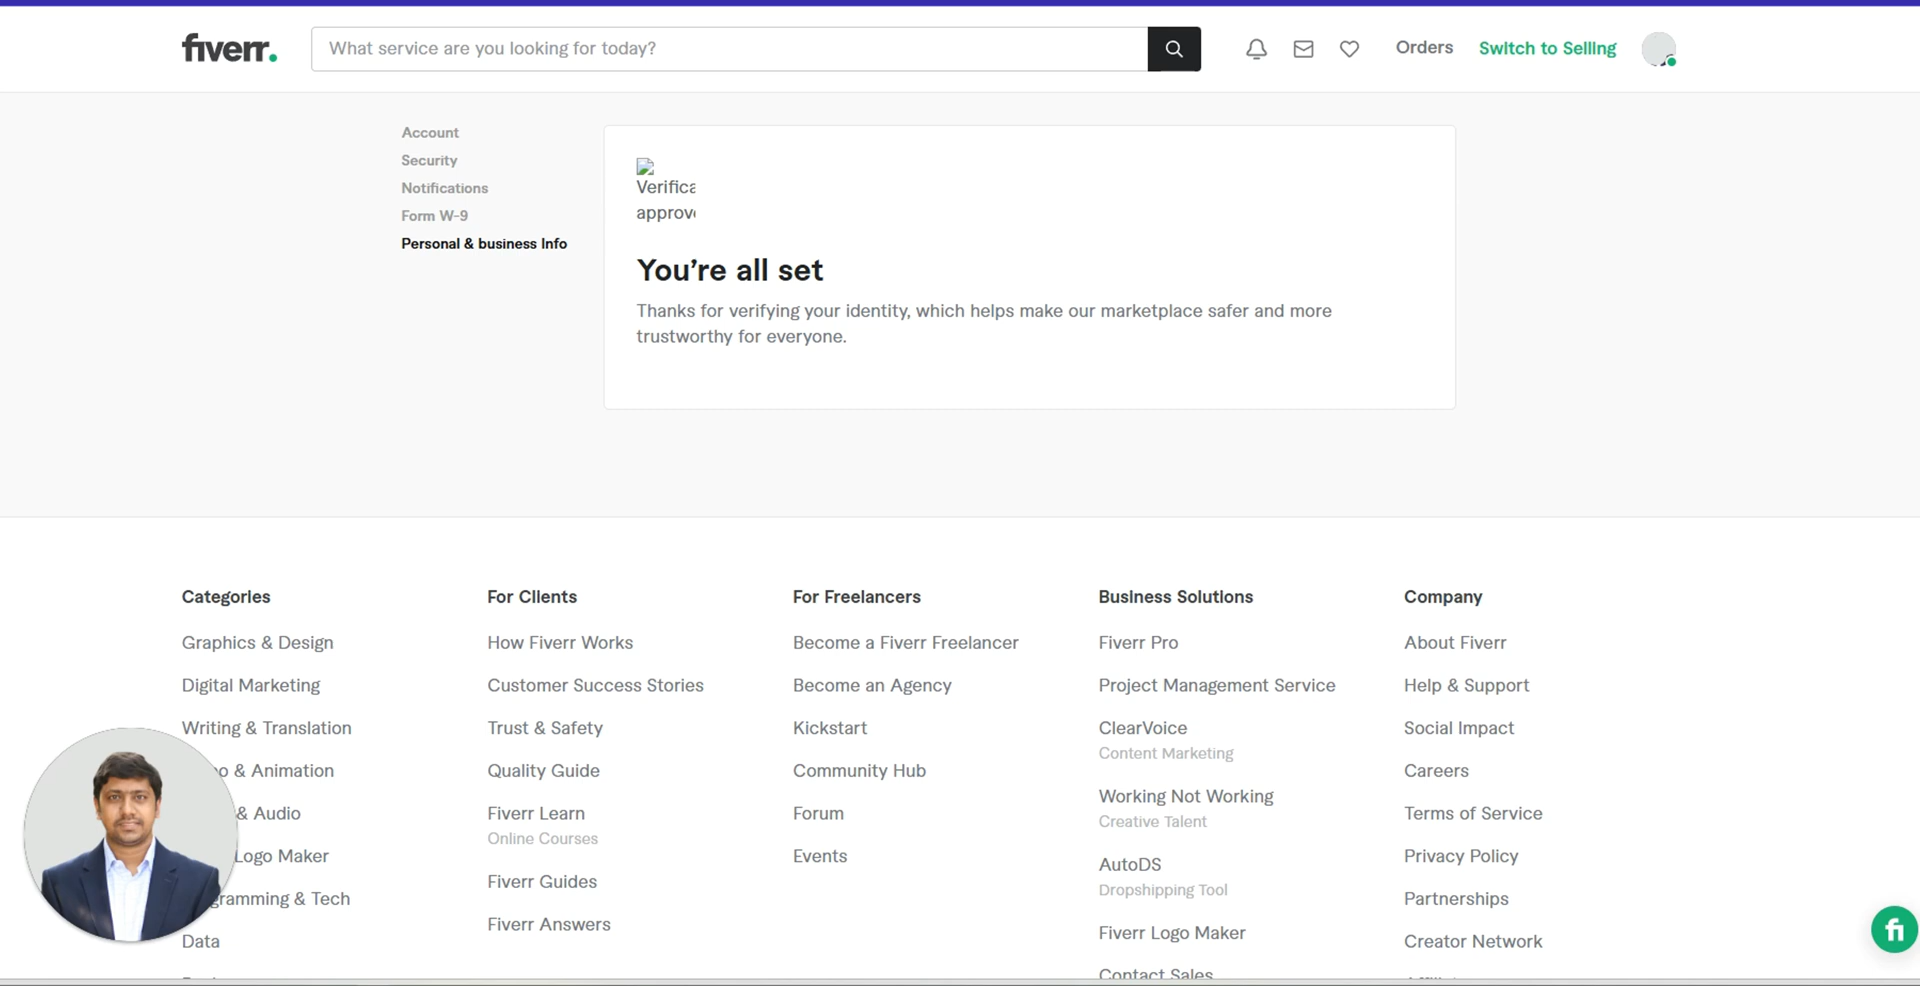 fiverr.
What service are you looking for today?
Orders
Switch to Selling
Account
Security
Notifications
Form W-9
Personal & business Info
You're all set
Thanks for verifying your identity, which helps make our marketplace safer and more
trustworthy for everyone.
Categories
Graphics & Design
Digital Marketing
Writing & Translation
& Animation
& Audio
Logo Maker
& Tech
Data
For Clients
How Fiverr Works
Customer Success Stories
Trust & Safety
Quality Guide
Fiverr Learn
Online Courses
Fiverr Guides
Fiverr Answers
For Freelancers
Become a Fiverr Freelancer
Become an Agency
Kickstart
Community Hub
Forum
Events
Business Solutions
Fiverr Pro
Project Management Service
ClearVoice
Content Marketing
Working Not Working
Creative Talent
AutoDS
Dropshipping Tool
Fiverr Logo Maker
Contact Sales
Company
About Fiverr
Help & Support
Social Impact
Careers
Terms of Service
Privacy Policy
Partnerships
Creator Network
fi